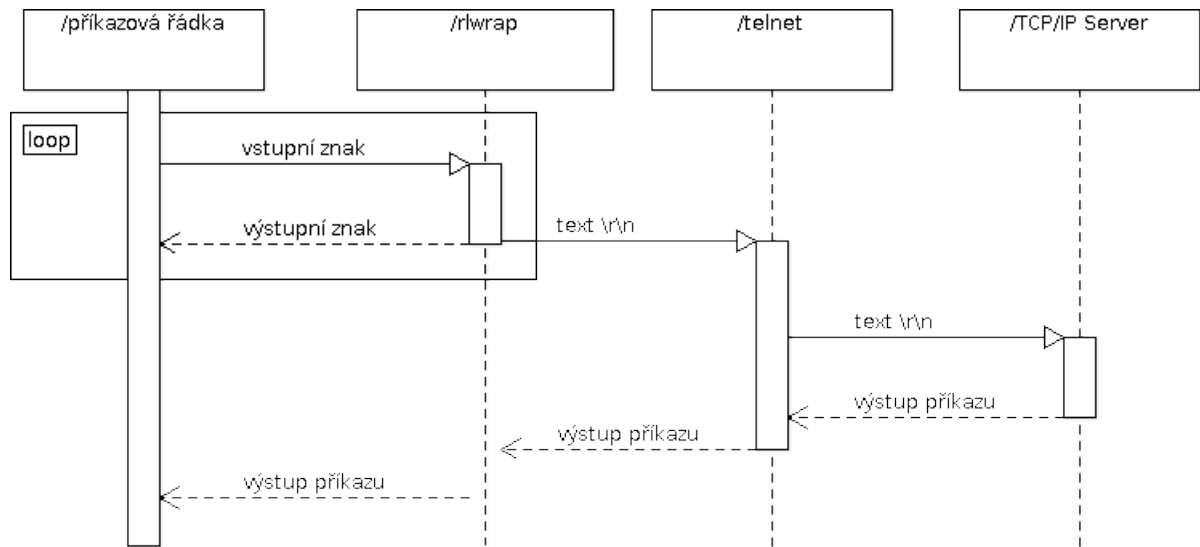 /příkazová řádka
/rlwrap
/telnet
/TCP/IP Server
loop
vstupní znak
výstupní znak
text \r\n
text \r\n
výstup příkazu
výstup příkazu
výstup příkazu